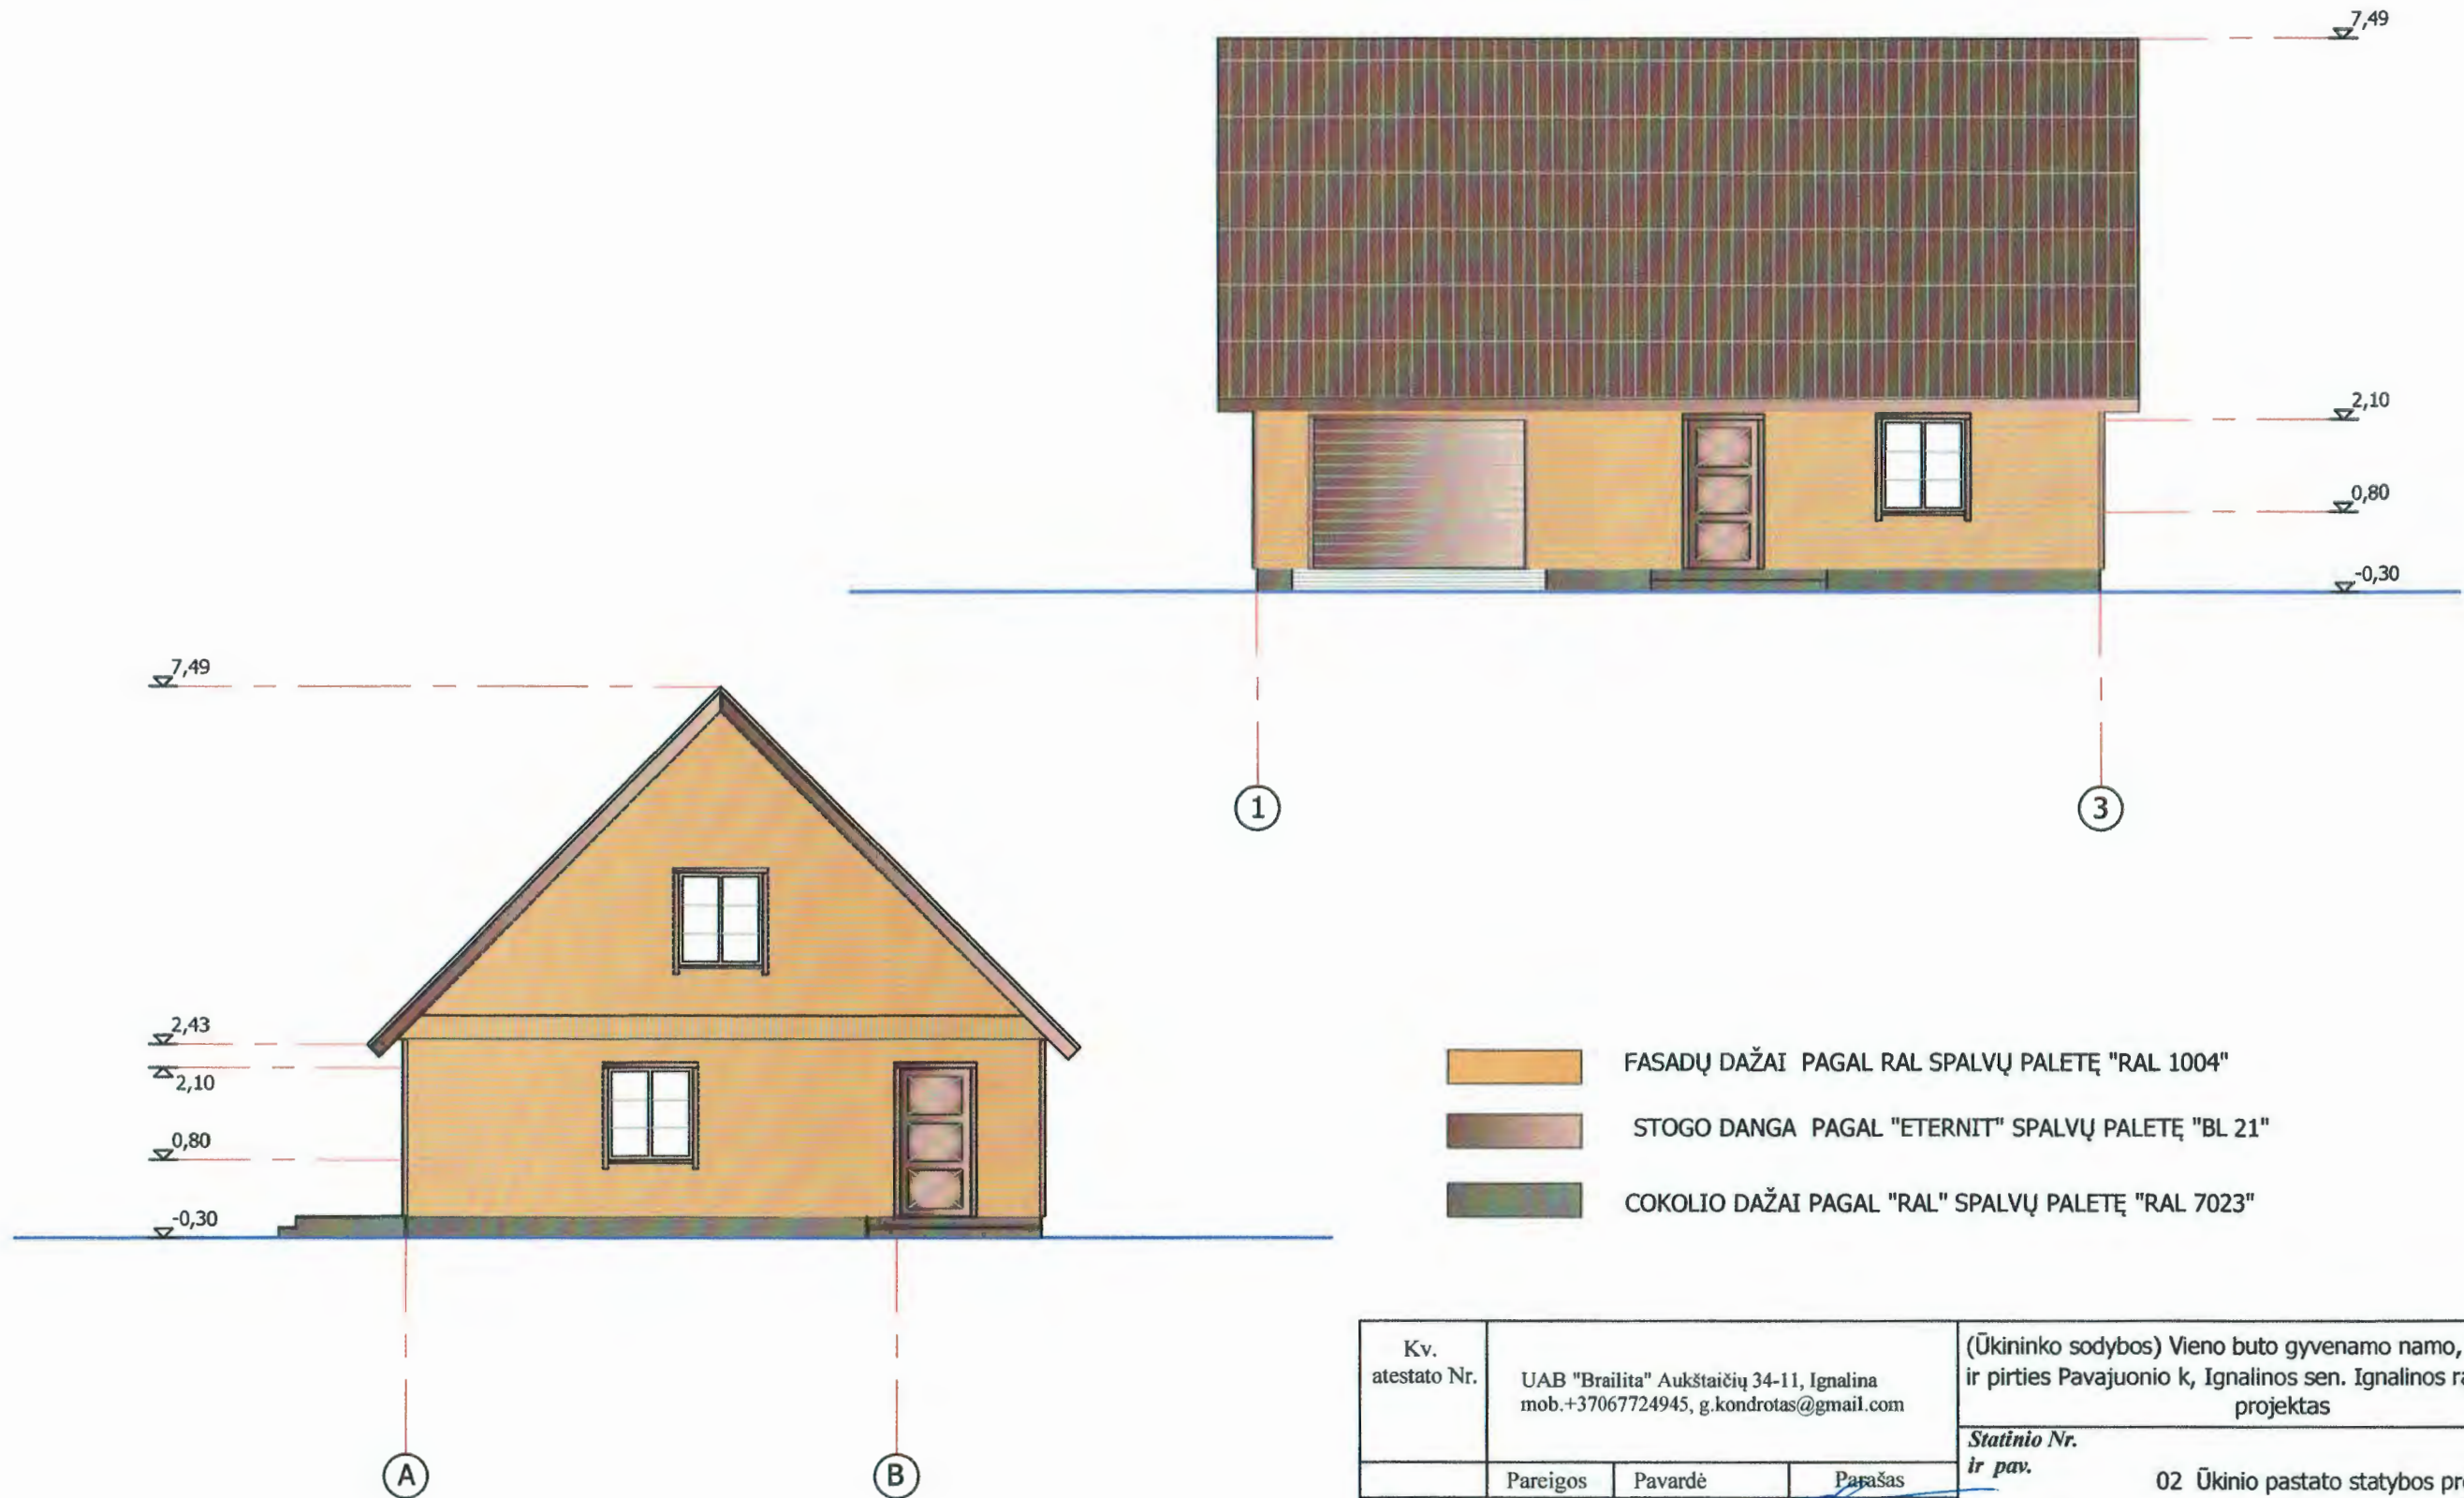 7,49
2,10
0,80
-0,30
1
3
7,49
2,43
2,10
0,80
-0,30
A
B
FASADŲ DAŽAI PAGAL RAL SPALVŲ PALETĘ "RAL 1004"
STOGO DANGA PAGAL "ETERNIT" SPALVŲ PALETĘ "BL 21"
COKOLIO DAŽAI PAGAL "RAL" SPALVŲ PALETĘ "RAL 7023"
Kv.
atestato Nr.
UAB "Brailita" Aukštaičių 34-11, Ignalina
mob.+37067724945, g.kondrotas@gmail.com
(Ūkininko sodybos) Vieno buto gyvenamo namo,
ir pirties Pavajuonio k, Ignalinos sen. Ignalinos
projektas
Statinio Nr.
ir pav.
02 Ūkinio pastato statybos
Pareigos Pavardė Parašas